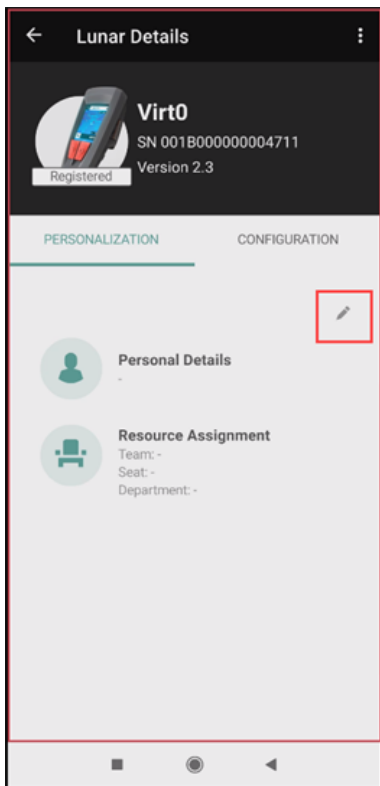 Lunar Details
Virt0
SN 001B000000004711
Version 2.3
Registered
PERSONALIZATION
CONFIGURATION
Personal Details
-
Resource Assignment
Team: -
Seat: -
Department: -